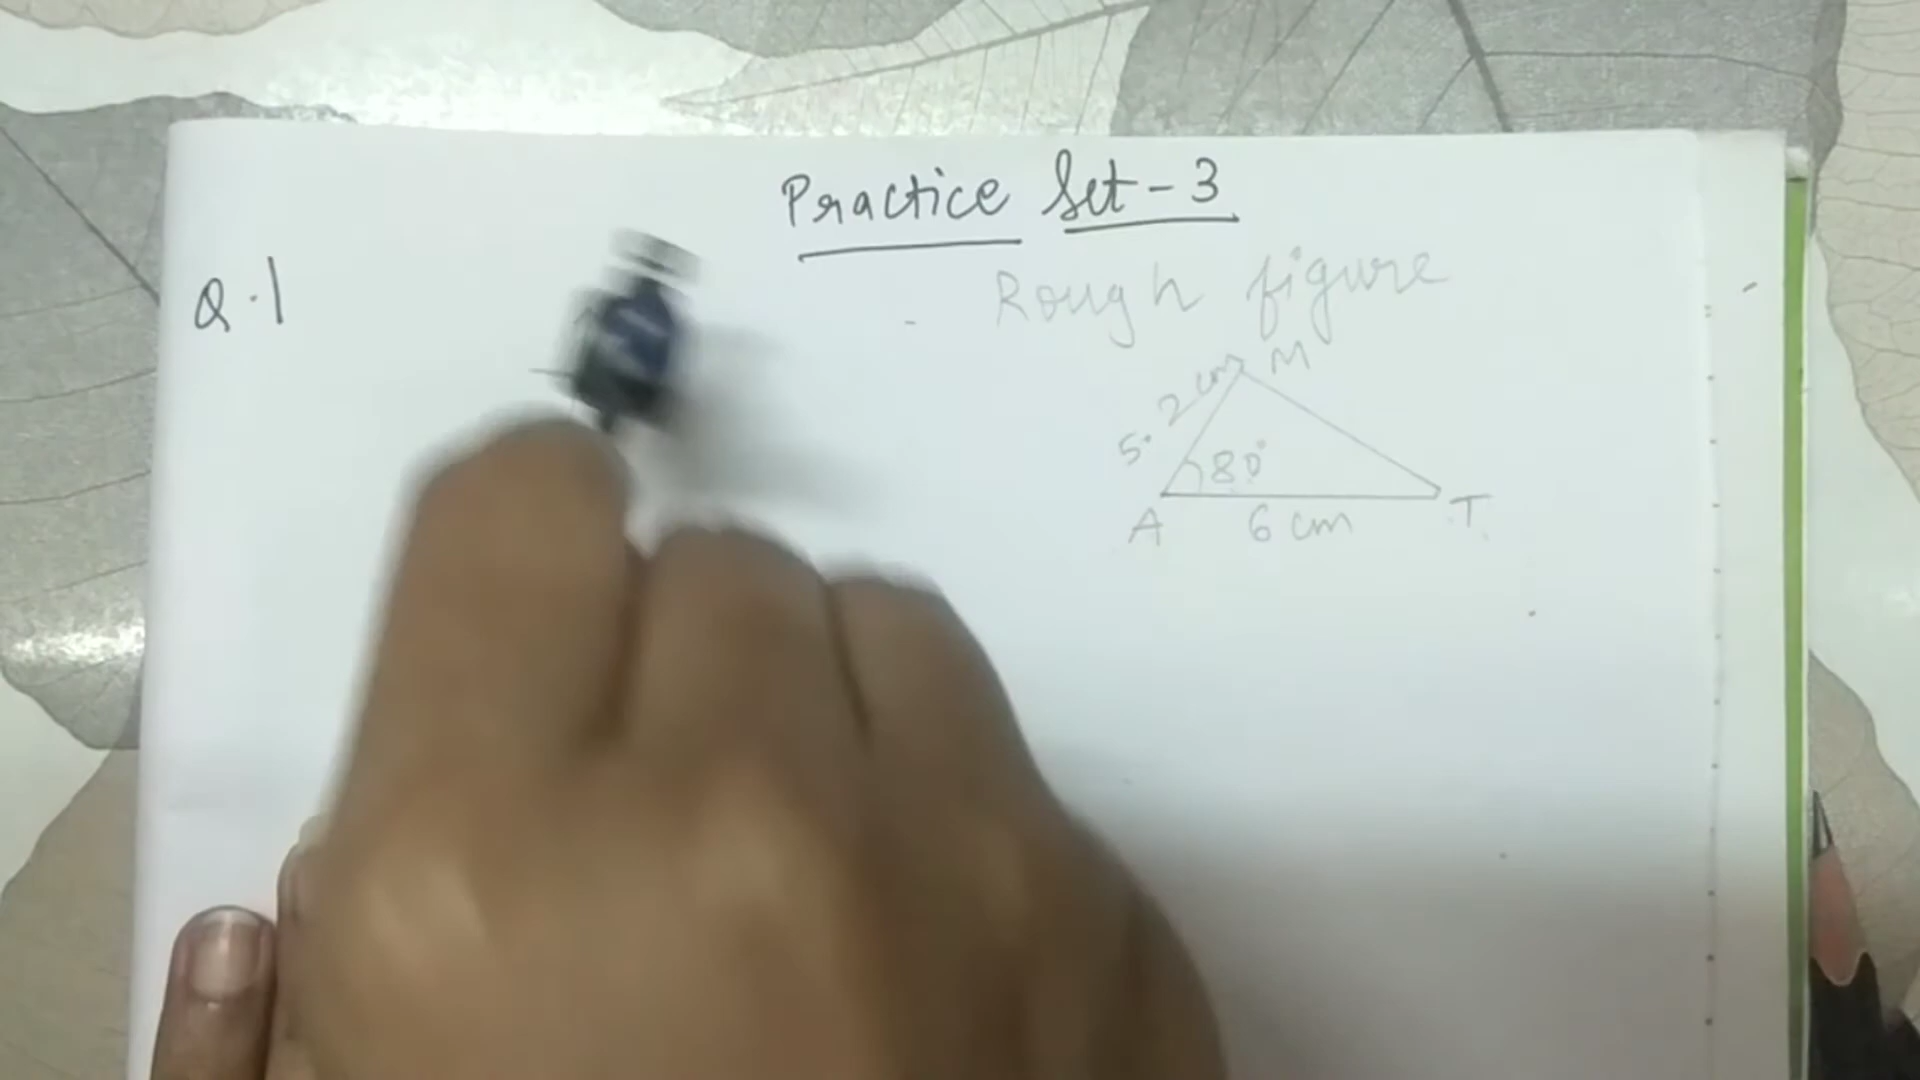 Practice Set - 3
Q.1
Rough figure
M
5.2 cm
80°
A 6 cm T